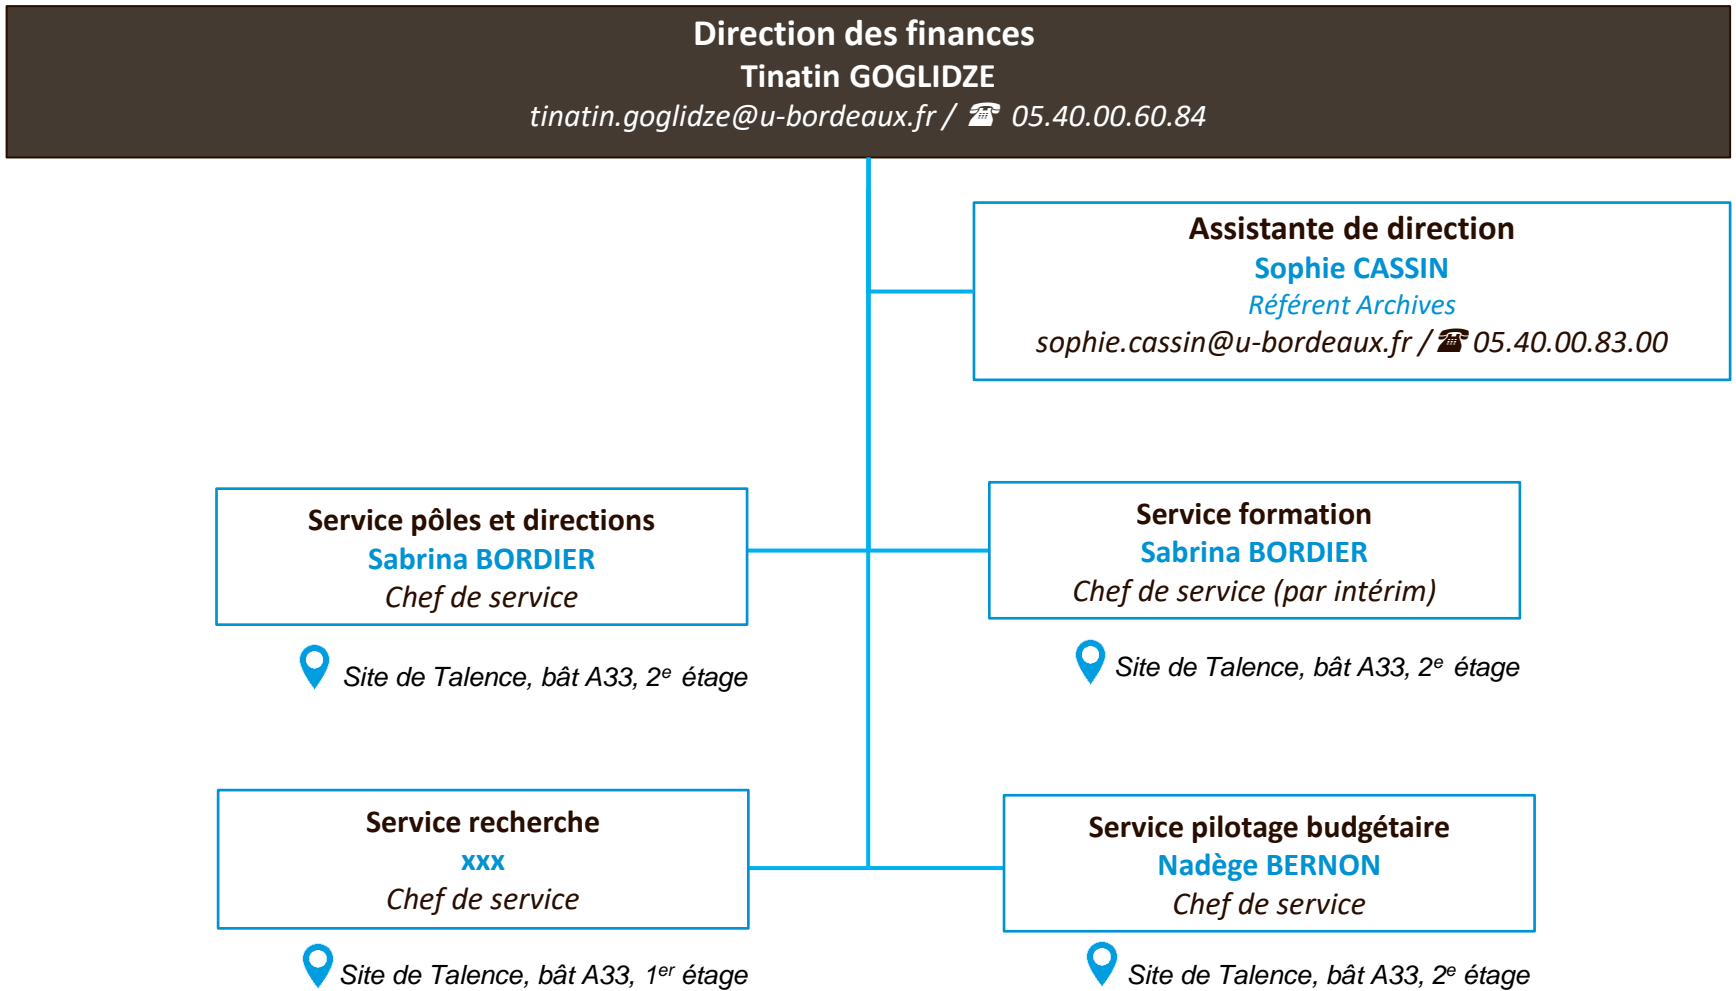 Direction des finances
Tinatin GOGLIDZE
tinatin.goglidze@u-bordeaux.fr / ☎ 05.40.00.60.84
Assistante de direction
Sophie CASSIN
Référent Archives
sophie.cassin@u-bordeaux.fr /☎ 05.40.00.83.00
Service pôles et directions
Sabrina BORDIER
Chef de service
Site de Talence, bât A33, 2e étage
Service formation
Sabrina BORDIER
Chef de service (par intérim)
Site de Talence, bât A33, 2e étage
Service recherche
xxx
Chef de service
Site de Talence, bât A33, 1er étage
Service pilotage budgétaire
Nadège BERNON
Chef de service
Site de Talence, bât A33, 2e étage